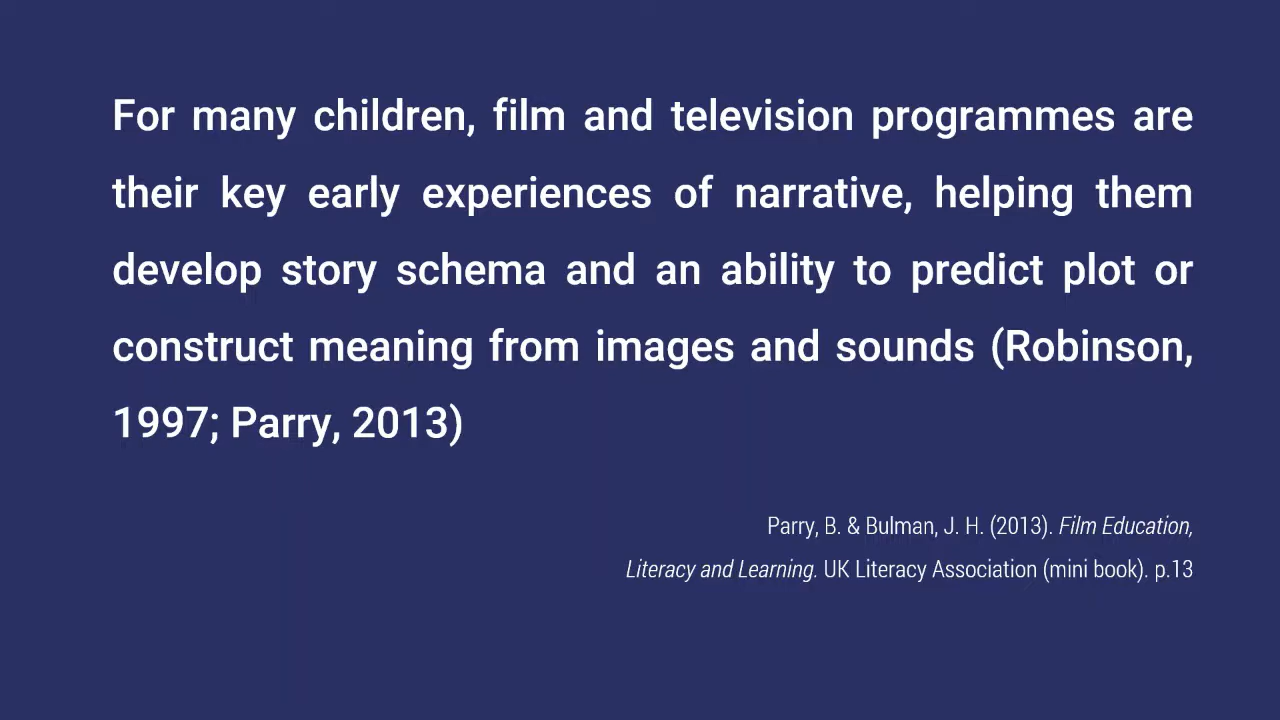 For many children, film and television programmes are
their key early experiences of narrative, helping them
develop story schema and an ability to predict plot or
construct meaning from images and sounds (Robinson,
1997; Parry, 2013)
Parry, B. & Bulman, J. H. (2013). Film Education,
Literacy and Learning. UK Literacy Association (mini book). p.13